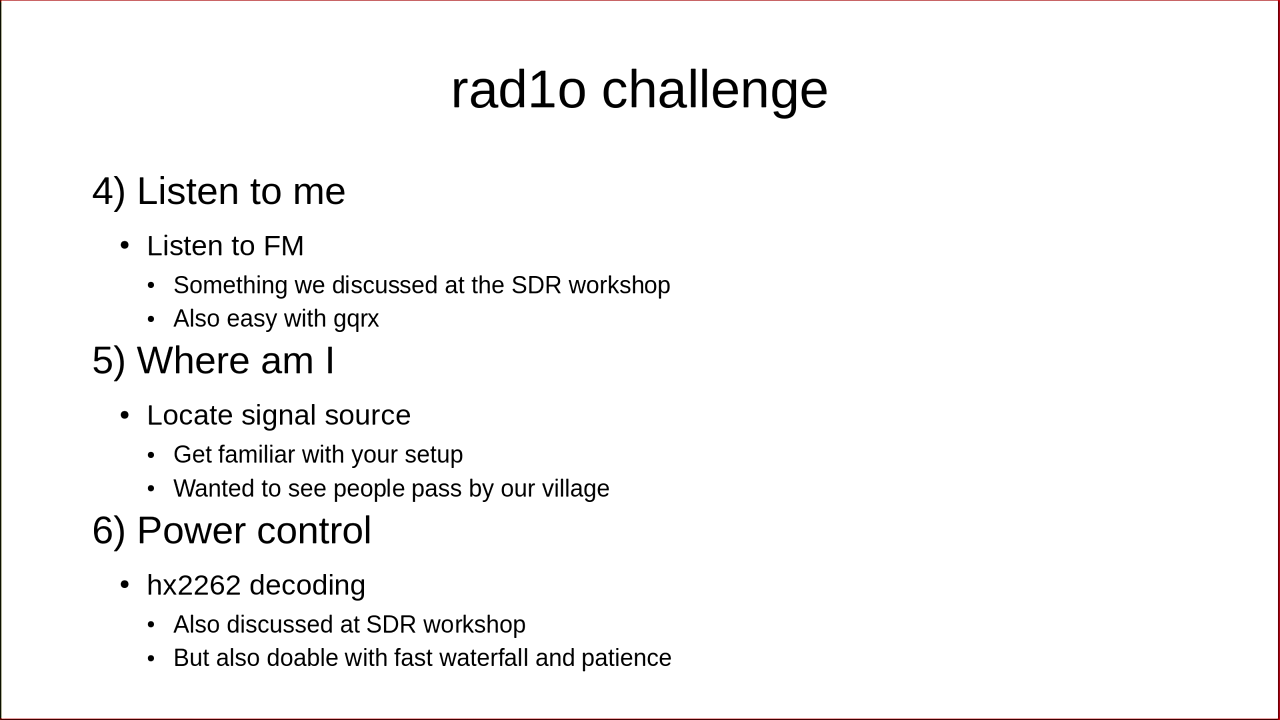 rad1o challenge
4) Listen to me
• Listen to FM
• Something we discussed at the SDR workshop
• Also easy with gqrx
5) Where am I
• Locate signal source
• Get familiar with your setup
• Wanted to see people pass by our village
6) Power control
• hx2262 decoding
• Also discussed at SDR workshop
• But also doable with fast waterfall and patience